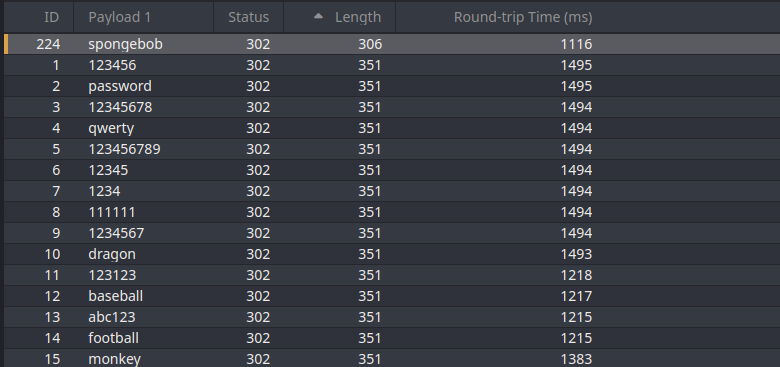 ID Payload 1 Status Length Round-trip Time (ms)
224 spongebob 302 306 1116
1 123456 302 351 1495
2 password 302 351 1495
3 12345678 302 351 1494
4 qwerty 302 351 1494
5 123456789 302 351 1494
6 12345 302 351 1494
7 1234 302 351 1494
8 111111 302 351 1494
9 1234567 302 351 1494
10 dragon 302 351 1493
11 123123 302 351 1218
12 baseball 302 351 1217
13 abc123 302 351 1215
14 football 302 351 1215
15 monkey 302 351 1383